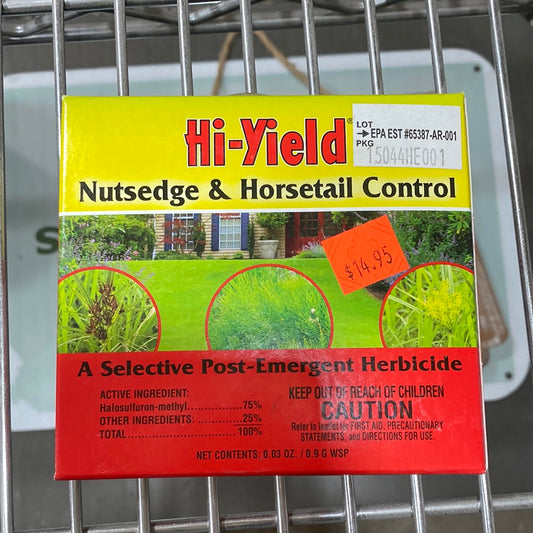 LOT
→EPA EST #65387-AR-001
PKG
15044HE001
Hi-Yield®
Nutsedge & Horsetail Control
$14.95
A Selective Post-Emergent Herbicide
ACTIVE INGREDIENT:
Halosulfuron-methyl..................75%
OTHER INGREDIENTS:..............25%
TOTAL....................................100%
KEEP OUT OF REACH OF CHILDREN
CAUTION
Refer to leaflet for FIRST AID, PRECAUTIONARY
STATEMENTS, and DIRECTIONS FOR USE.
NET CONTENTS: 0.03 OZ. / 0.9 G WSP
S